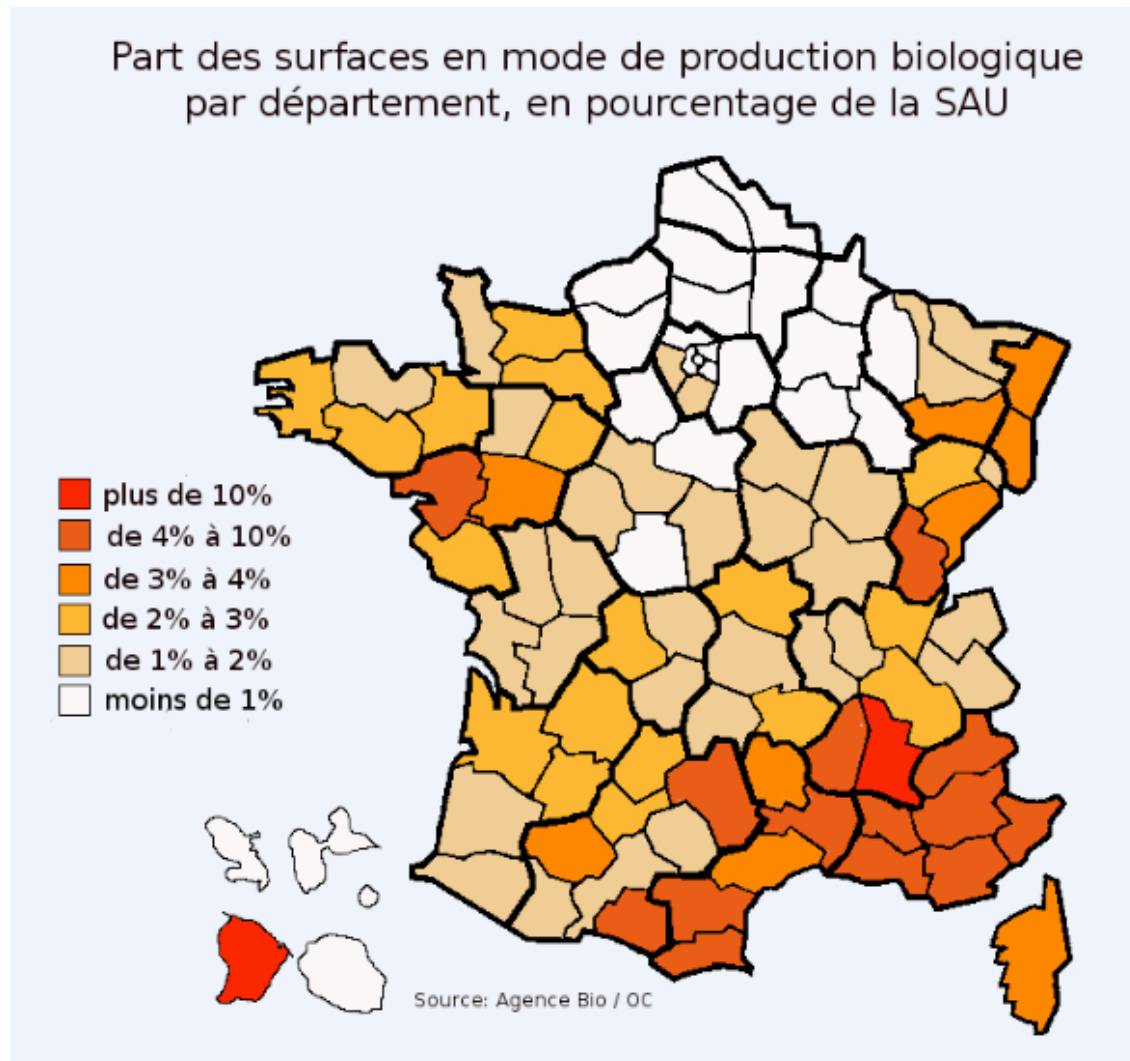 Part des surfaces en mode de production biologique
par département, en pourcentage de la SAU
plus de 10%
de 4% à 10%
de 3% à 4%
de 2% à 3%
de 1% à 2%
moins de 1%
Source: Agence Bio / OC